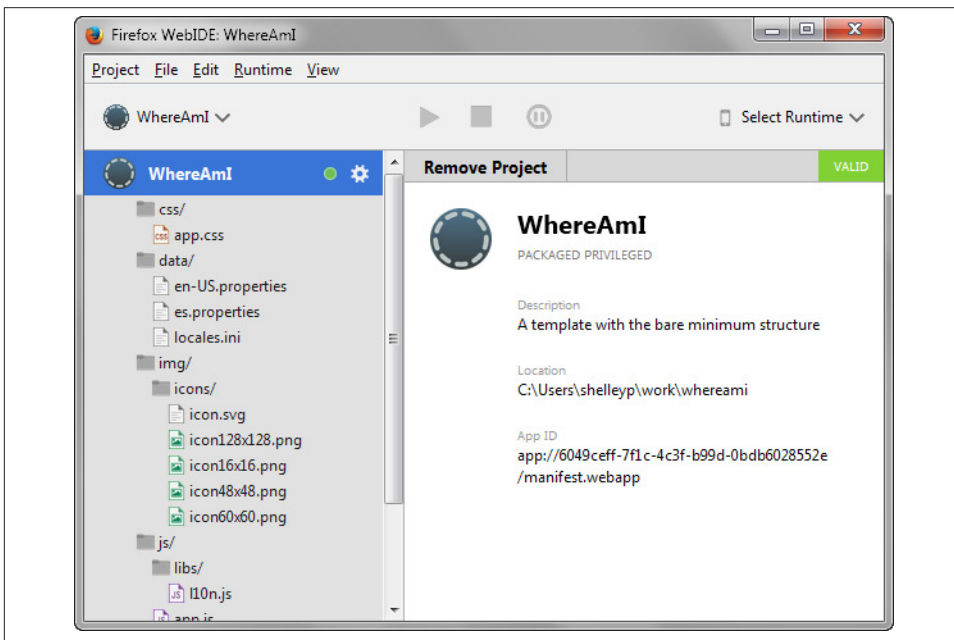 Firefox WebIDE: WhereAmI
Project File Edit Runtime View
WhereAmI Select Runtime
WhereAmI
Remove Project VALID
css/
app.css
data/
en-US.properties
es.properties
locales.ini
img/
icons/
icon.svg
icon128x128.png
icon16x16.png
icon48x48.png
icon60x60.png
js/
libs/
l10n.js
app.js
WhereAmI
PACKAGED PRIVILEGED
Description
A template with the bare minimum structure
Location
C:\Users\shelleyp\work\whereami
App ID
app://6049ceff-7f1c-4c3f-b99d-0bdb6028552e
/manifest.webapp